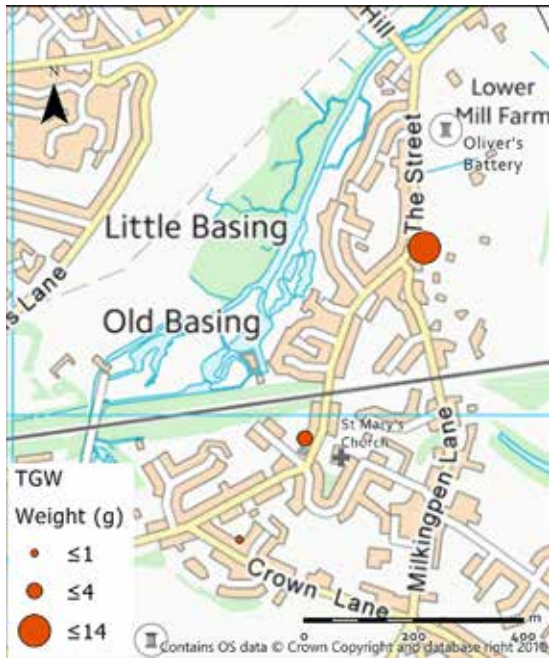 Hill
N
Lower
Mill Farm
Oliver's
Battery
The Street
Little Basing
s Lane
Old Basing
St Mary's
Church
Milkingpen Lane
Crown Lane
TGW
Weight (g)
≤1
≤4
≤14
m
0 200 400
Contains OS data © Crown Copyright and database right